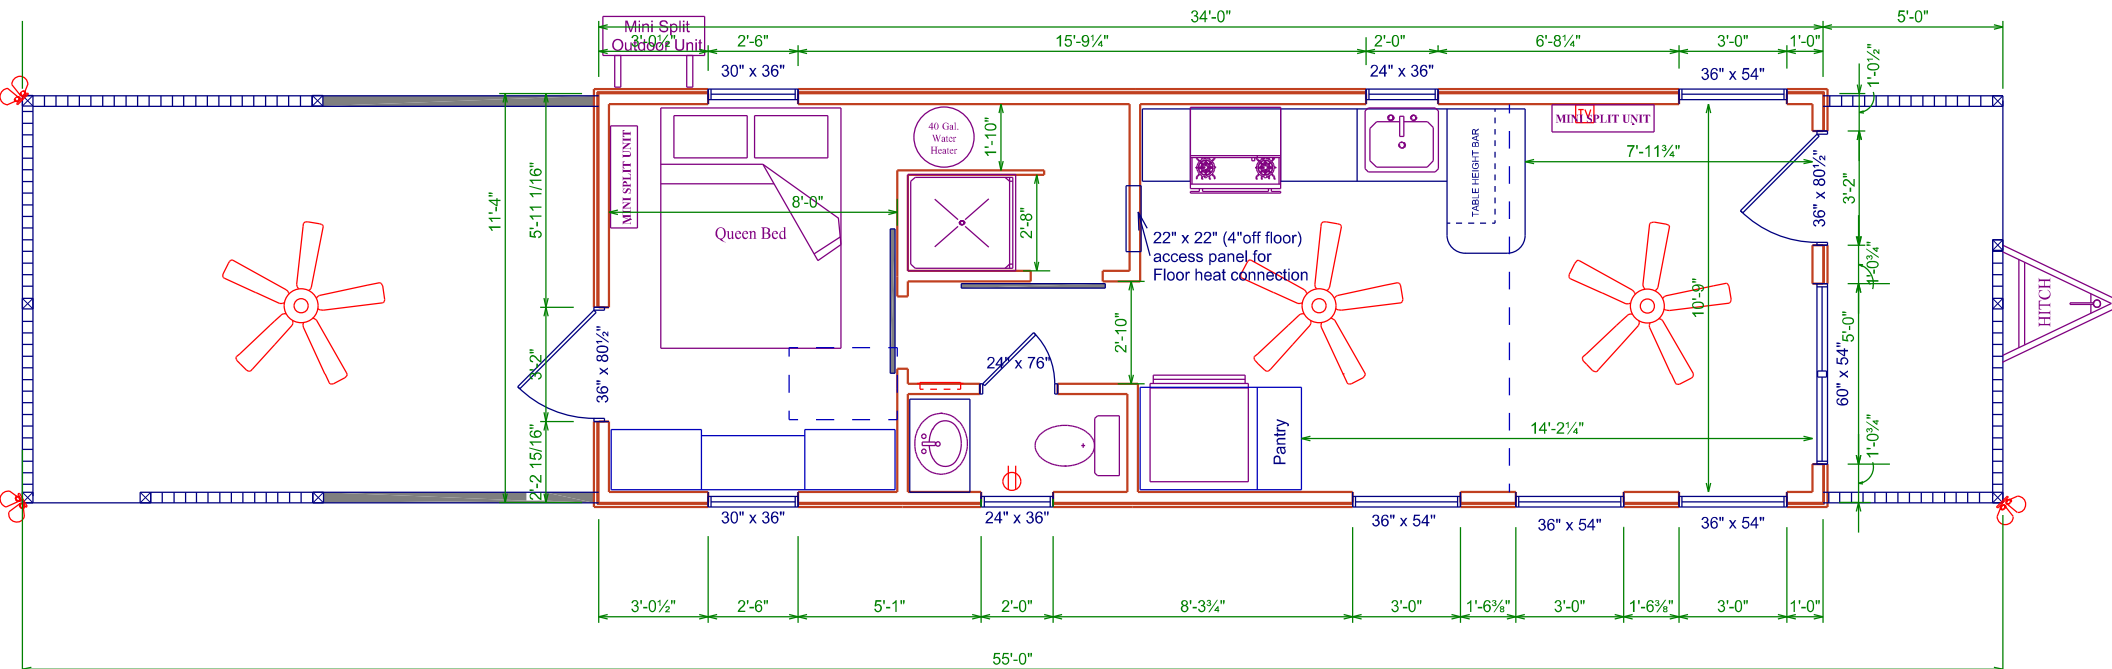 34'-0"
5'-0"
Mini Split
Outdoor Unit
3'-0½"
2'-6"
15'-9¼"
2'-0"
6'-8¼"
3'-0"
1'-0"
1'-0½"
30" x 36"
24" x 36"
36" x 54"
MINI SPLIT UNIT
40 Gal.
Water
Heater
1'-10"
TV
MINI SPLIT UNIT
TABLE HEIGHT BAR
7'-11¾"
36" x 80½"
3'-2"
11'-4"
5'-11 1/16"
8'-0"
Queen Bed
2'-8"
22" x 22" (4"off floor)
access panel for
Floor heat connection
1'-0¾"
10'-9"
HITCH
5'-0"
60" x 54"
2'-10"
24" x 76"
3'-2"
36" x 80½"
14'-2¼"
Pantry
1'-0¾"
2'-2 15/16"
30" x 36"
24" x 36"
36" x 54"
36" x 54"
36" x 54"
3'-0½"
2'-6"
5'-1"
2'-0"
8'-3¾"
3'-0"
1'-6⅜"
3'-0"
1'-6⅜"
3'-0"
1'-0"
55'-0"